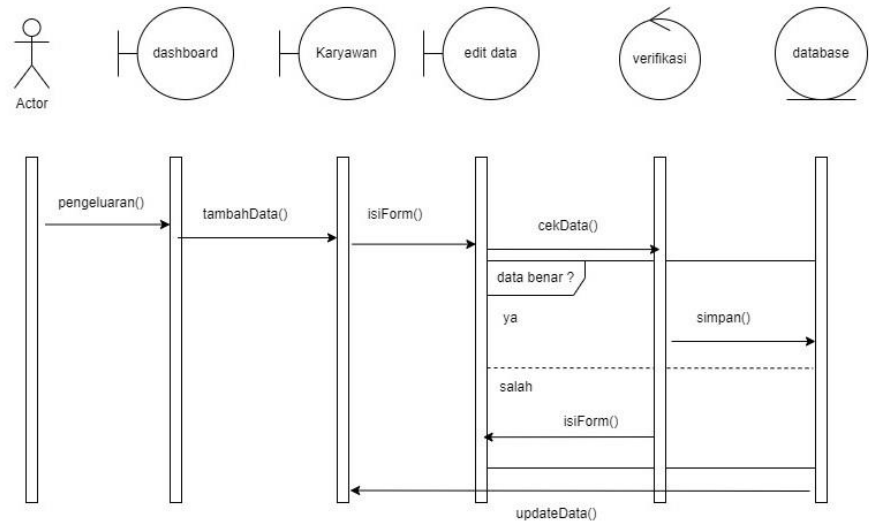 Actor
dashboard
Karyawan
edit data
verifikasi
database
pengeluaran()
tambahData()
isiForm()
cekData()
data benar ?
ya
simpan()
salah
isiForm()
updateData()